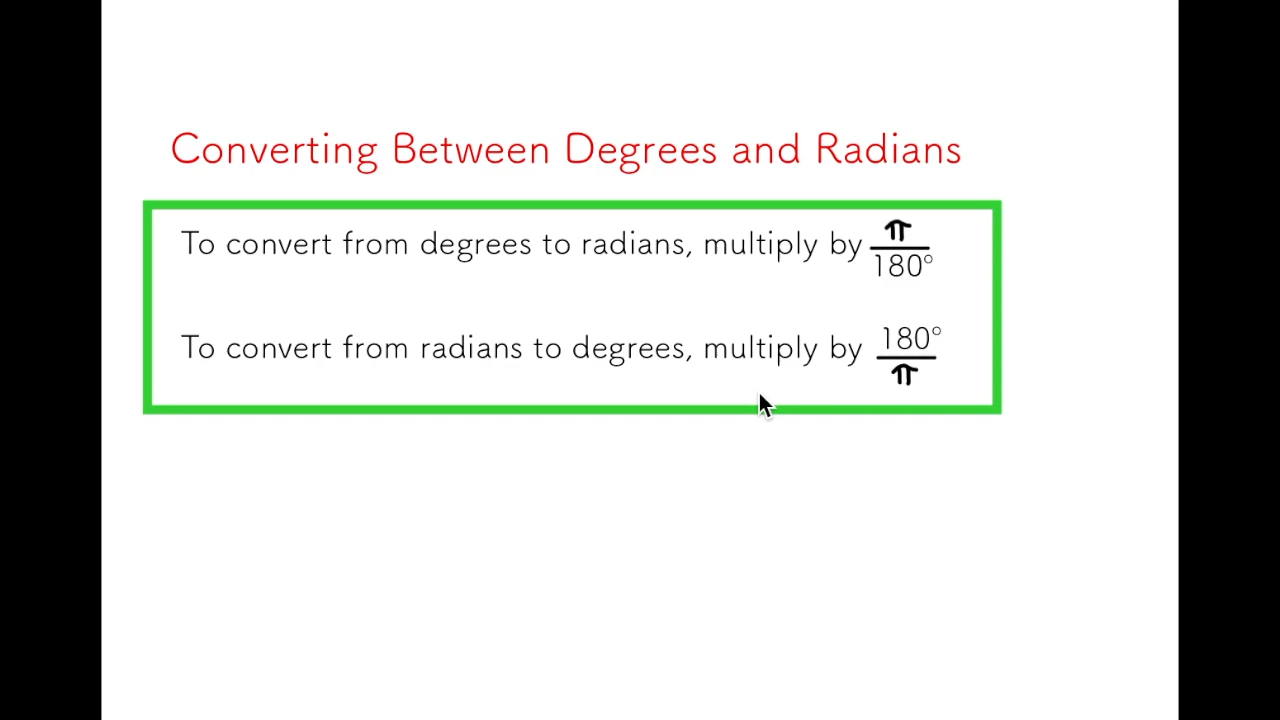 Converting Between Degrees and Radians
To convert from degrees to radians, multiply by π/180°
To convert from radians to degrees, multiply by 180°/π